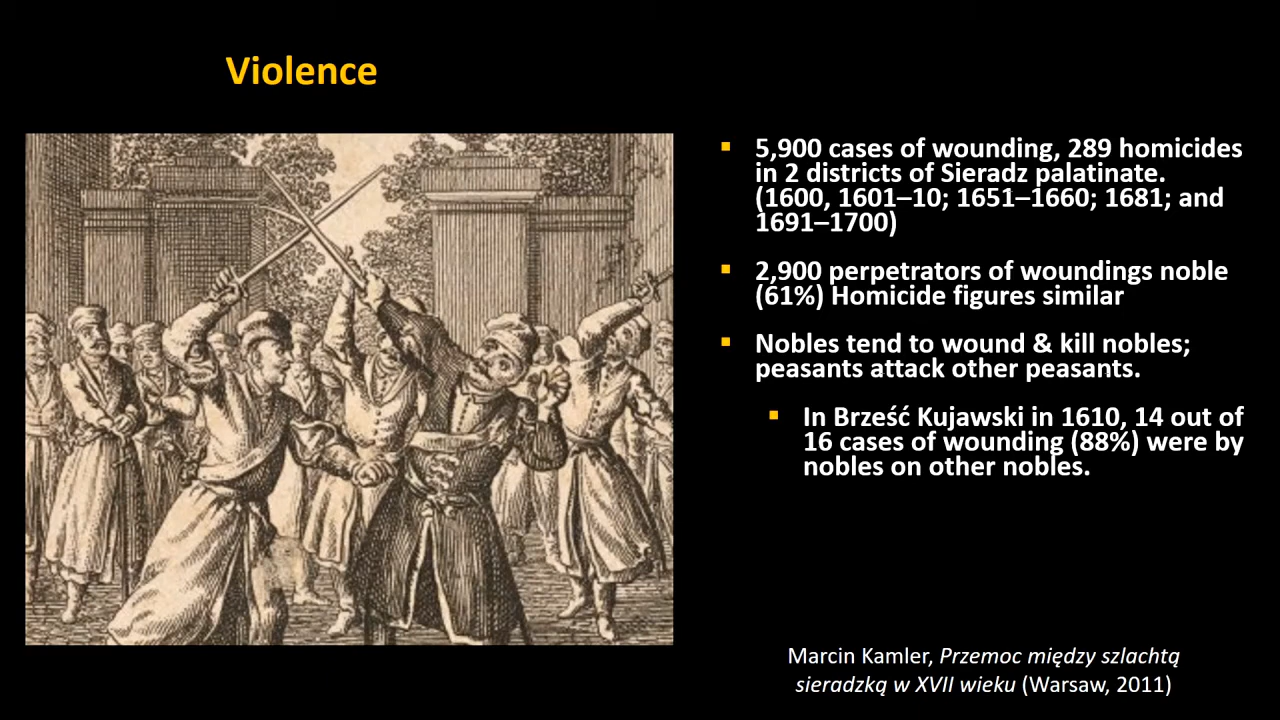 Violence
▪ 5,900 cases of wounding, 289 homicides
in 2 districts of Sieradz palatinate.
(1600, 1601–10; 1651–1660; 1681; and
1691–1700)
▪ 2,900 perpetrators of woundings noble
(61%) Homicide figures similar
▪ Nobles tend to wound & kill nobles;
peasants attack other peasants.
▪ In Brześć Kujawski in 1610, 14 out of
16 cases of wounding (88%) were by
nobles on other nobles.
Marcin Kamler, Przemoc między szlachtą
sieradzką w XVII wieku (Warsaw, 2011)